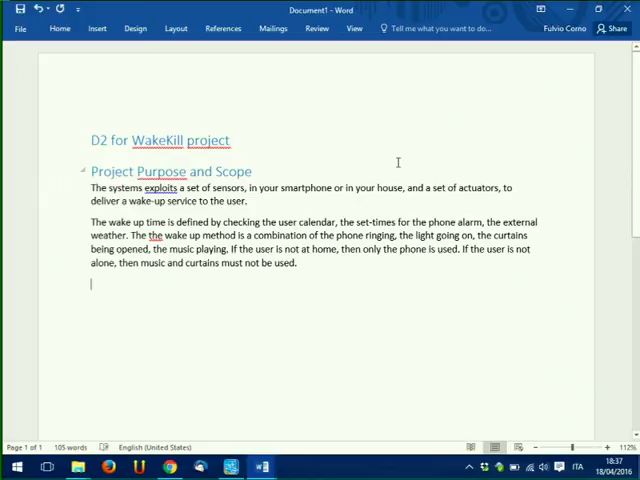 Document1 - Word
File Home Insert Design Layout References Mailings Review View Tell me what you want to do... Fulvio Corno Share
D2 for WakeKill project
Project Purpose and Scope
The systems exploits a set of sensors, in your smartphone or in your house, and a set of actuators, to
deliver a wake-up service to the user.
The wake up time is defined by checking the user calendar, the set-times for the phone alarm, the external
weather. The the wake up method is a combination of the phone ringing, the light going on, the curtains
being opened, the music playing. If the user is not at home, then only the phone is used. If the user is not
alone, then music and curtains must not be used.
Page 1 of 1 105 words English (United States) 112%
ITA
18:37
18/04/2016